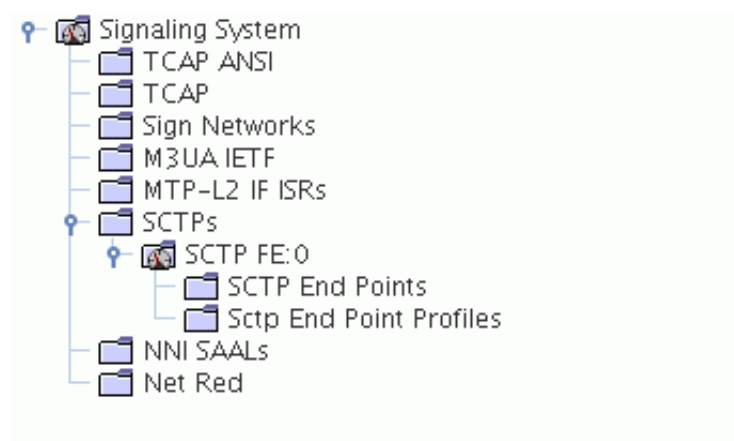 Signaling System
TCAP ANSI
TCAP
Sign Networks
M3UA IETF
MTP-L2 IF ISRs
SCTPs
SCTP FE:0
SCTP End Points
Sctp End Point Profiles
NNI SAALs
Net Red